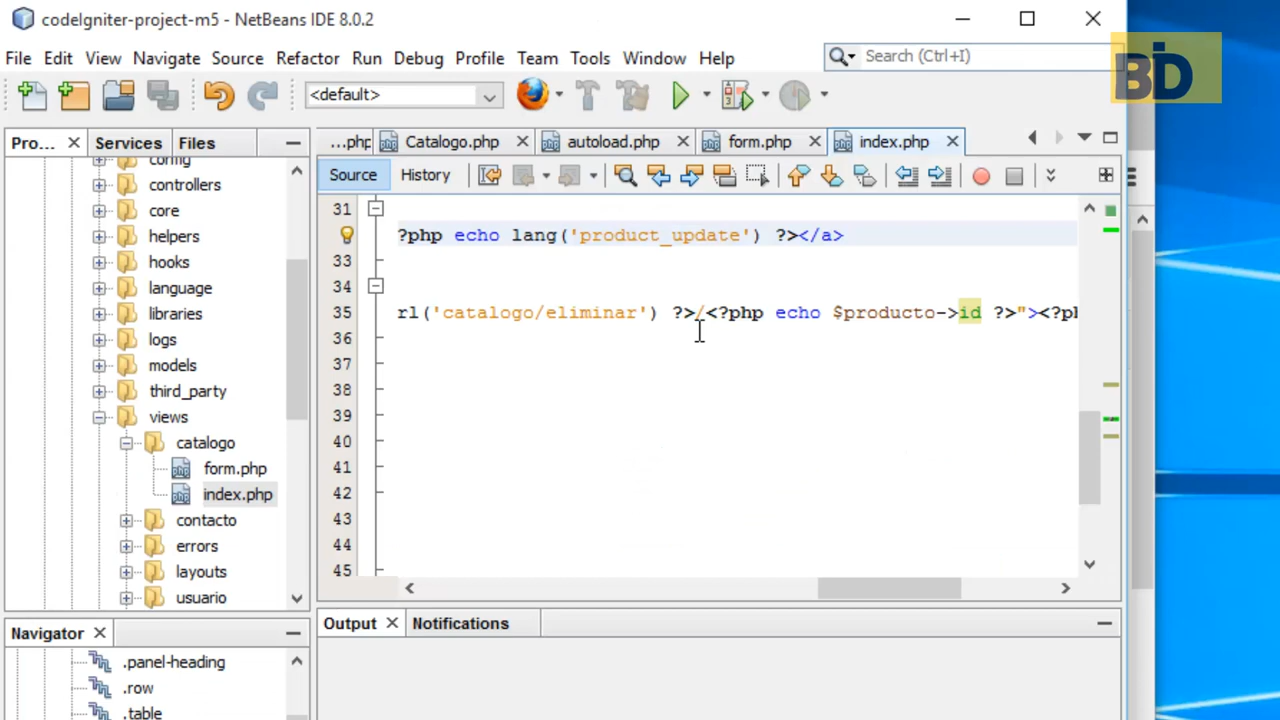 codeIgniter-project-m5 - NetBeans IDE 8.0.2
File Edit View Navigate Source Refactor Run Debug Profile Team Tools Window Help
Search (Ctrl+I)
BID
<default>
Pro... Services Files
...php Catalogo.php autoload.php form.php index.php
Source History
config
controllers
core
helpers
hooks
language
libraries
logs
models
third_party
views
catalogo
form.php
index.php
contacto
errors
layouts
usuario
31
?php echo lang('product_update') ?></a>
33
34
35 rl('catalogo/eliminar') ?>/<?php echo $producto->id ?>"><?ph
36
37
38
39
40
41
42
43
44
45
Navigator
.panel-heading
.row
.table
Output Notifications